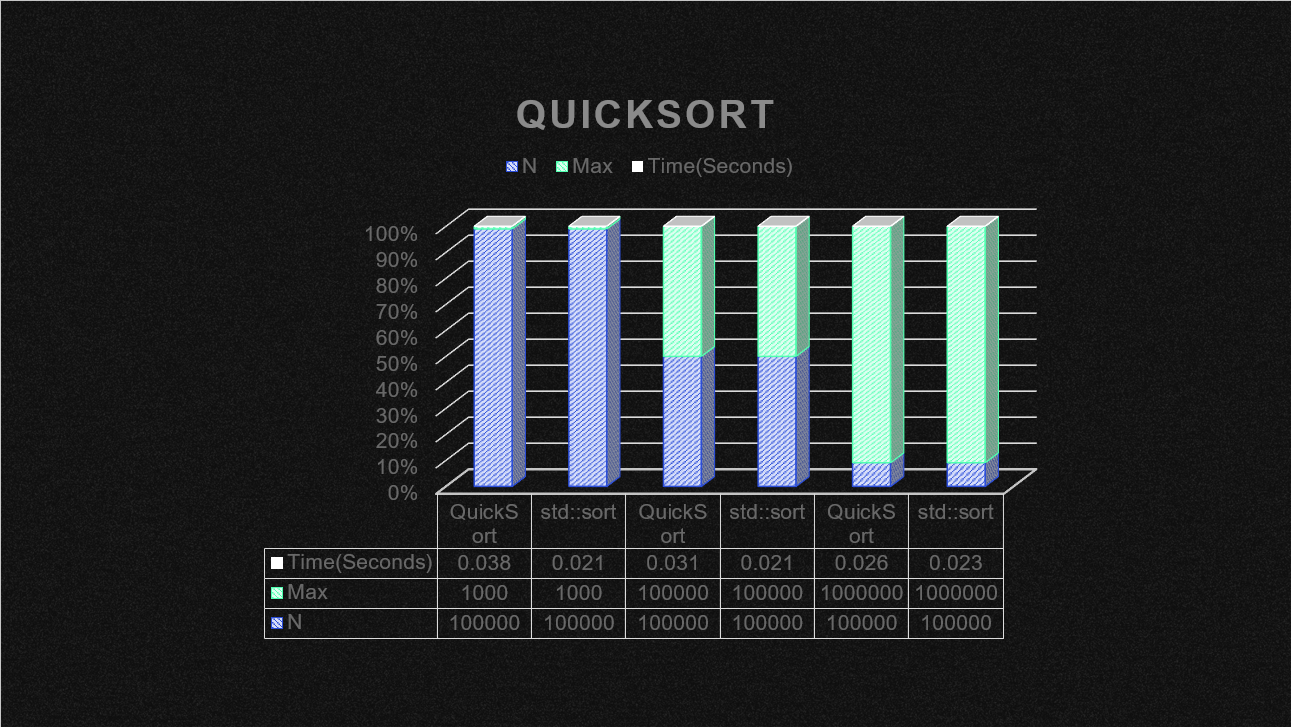 QUICKSORT
N Max Time(Seconds)
100%
90%
80%
70%
60%
50%
40%
30%
20%
10%
0%
QuickS std::sort QuickS std::sort QuickS std::sort
ort ort ort
Time(Seconds) 0.038 0.021 0.031 0.021 0.026 0.023
Max 1000 1000 100000 100000 1000000 1000000
N 100000 100000 100000 100000 100000 100000